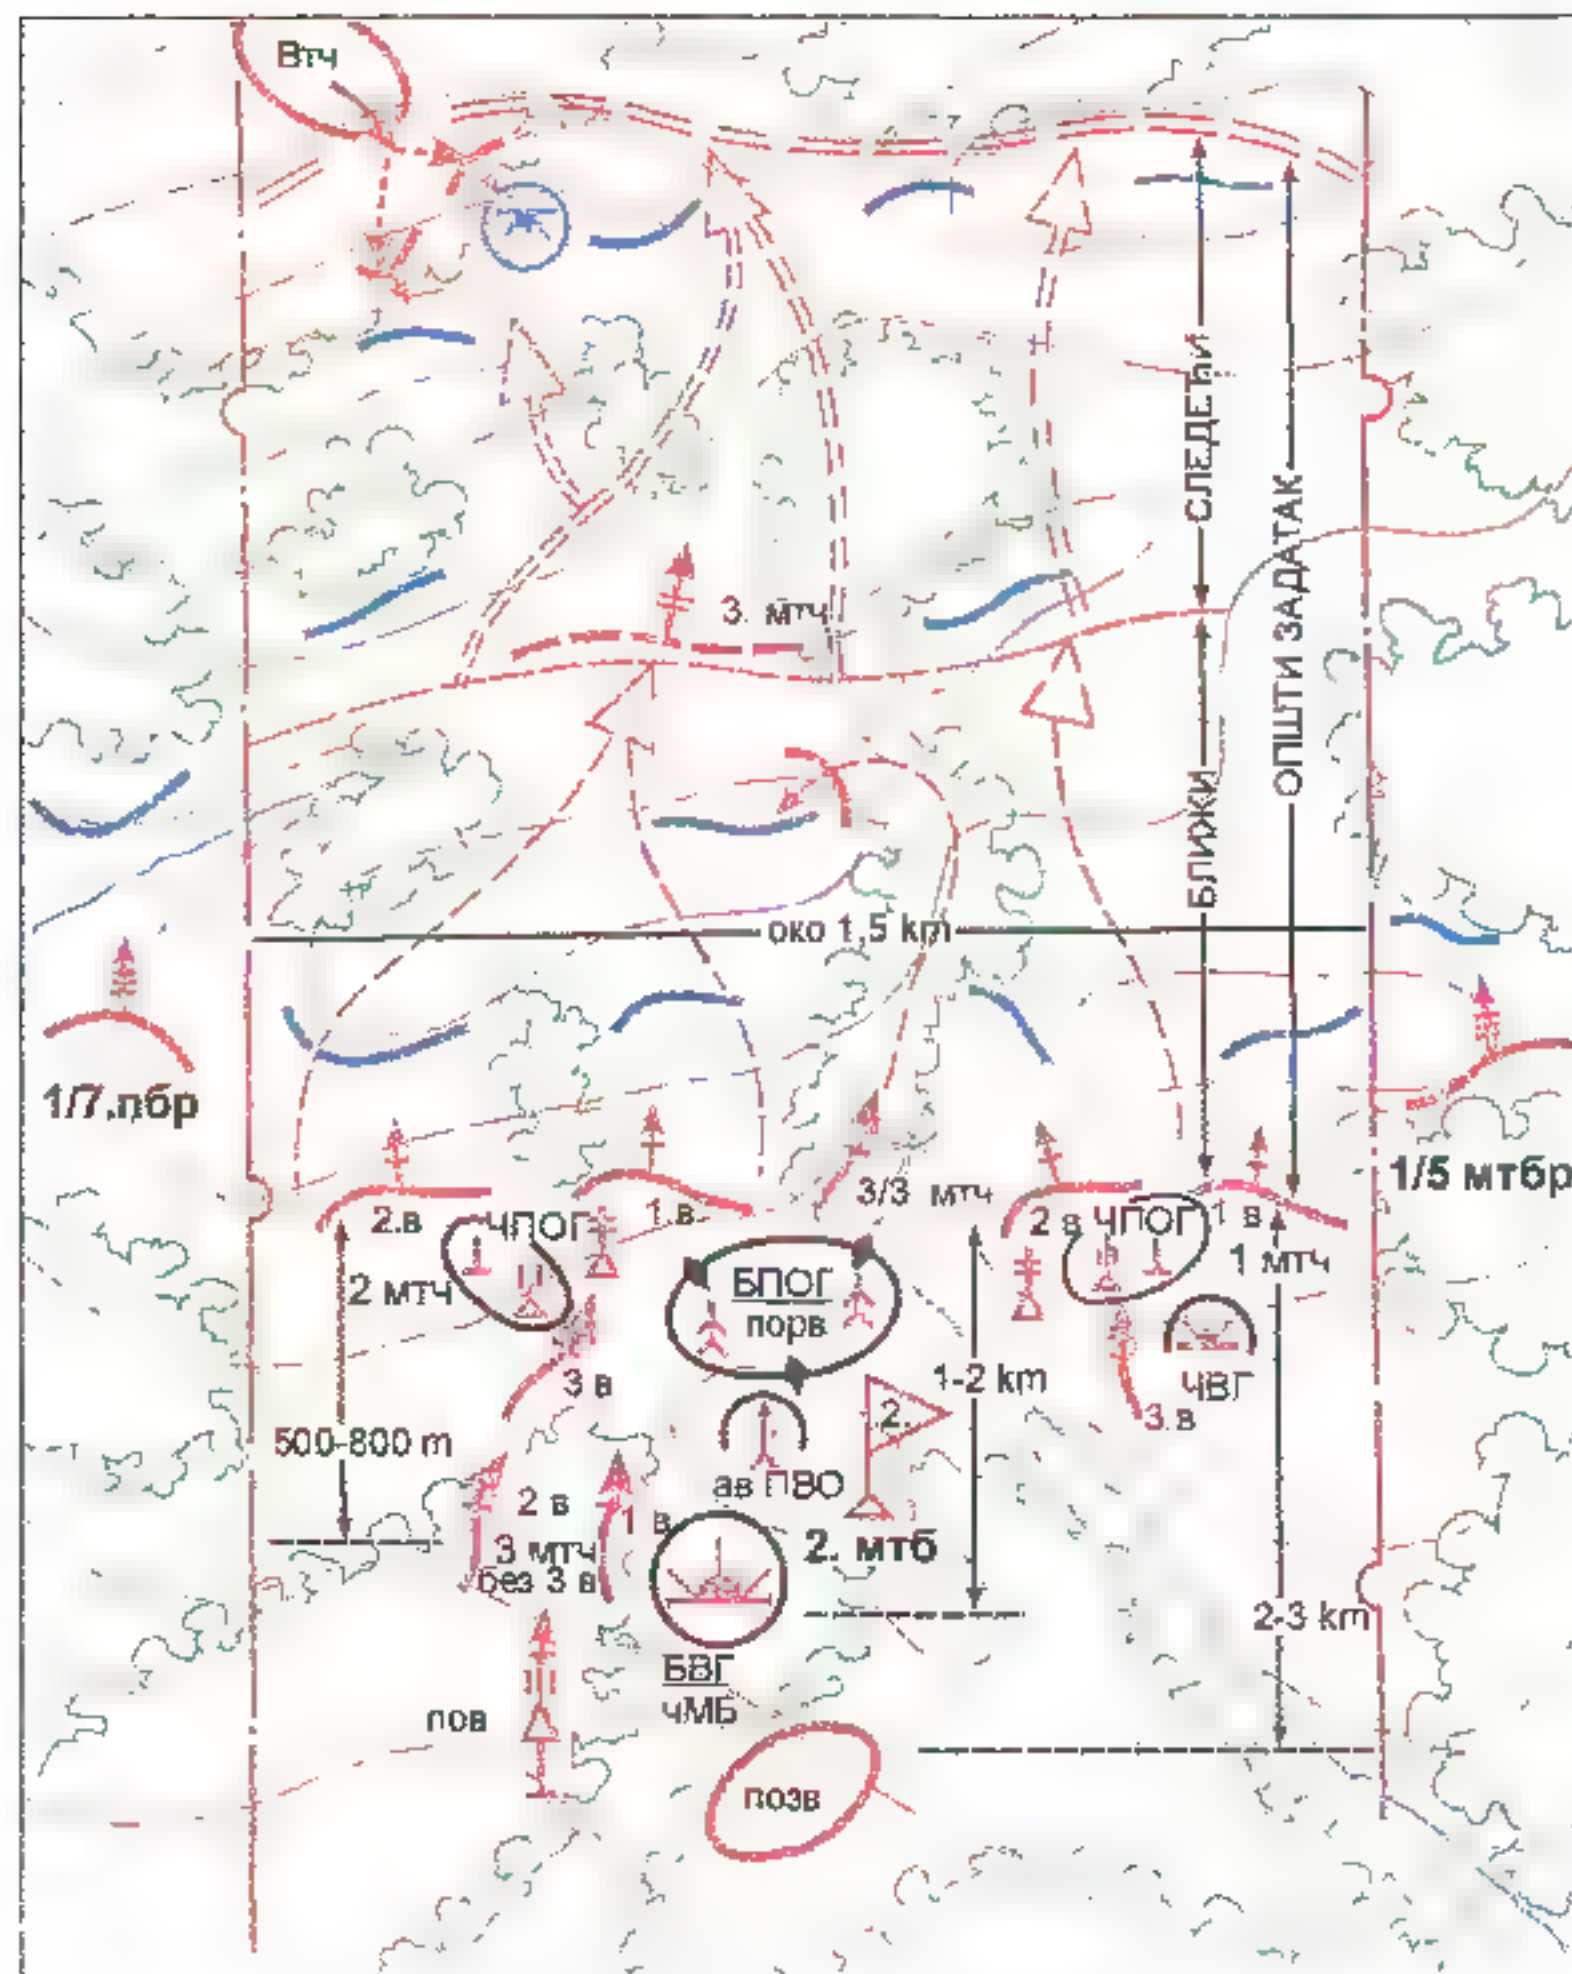 Втч
СЛЕДЕЋИ
ОПШТИ ЗАДАТАК
3. мтч
БЛИЖИ
око 1,5 km
1/7.пбр
1/5 мтбр
3/3 мтч
2.в
ЧПОГ
1.в.
2 в
ЧПОГ
1 в
2 мтч
1 мтч
БПОГ
порв
3 в
1-2 km
ЧВГ
3.в
2.
500-800 m
ав ПВО
2 в
1 в
3 мтч
без 3 в
2. мтб
2-3 km
БВГ
чМБ
пов
позв